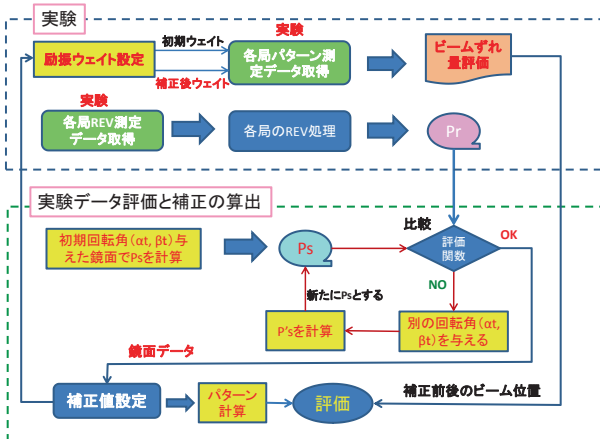 実験
実験
初期ウェイト
励振ウェイト設定
補正後ウェイト
各局パターン測
定データ取得
ビームずれ
量評価
実験
各局REV測定
データ取得
各局のREV処理
Pr
実験データ評価と補正の算出
初期回転角(αt, βt)与
えた鏡面でPsを計算
Ps
比較
評価
関数
OK
NO
新たにPsとする
P'sを計算
別の回転角(αt,
βt)を与える
鏡面データ
補正値設定
パターン
計算
評価
補正前後のビーム位置